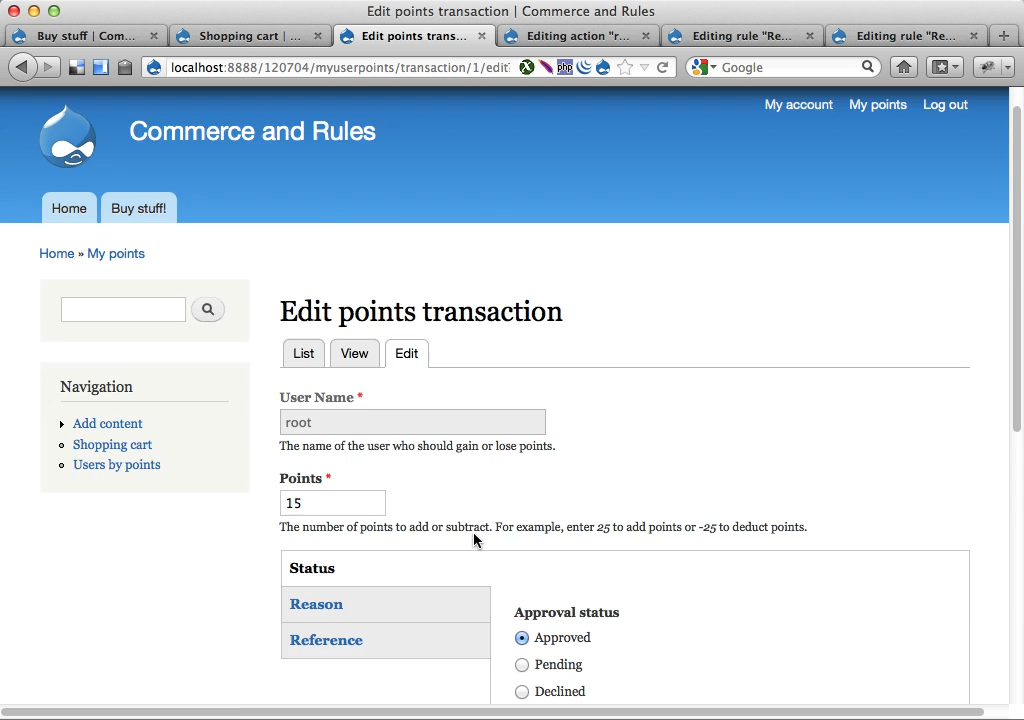 Edit points transaction | Commerce and Rules
Buy stuff | Com...
Shopping cart | ...
Edit points trans...
Editing action "r...
Editing rule "Re...
Editing rule "Re...
localhost:8888/120704/myuserpoints/transaction/1/edit?
php
Google
My account My points Log out
Commerce and Rules
Home Buy stuff!
Home » My points
Edit points transaction
List View Edit
Navigation
Add content
Shopping cart
Users by points
User Name *
root
The name of the user who should gain or lose points.
Points *
15
The number of points to add or subtract. For example, enter 25 to add points or -25 to deduct points.
Status
Reason
Reference
Approval status
Approved
Pending
Declined